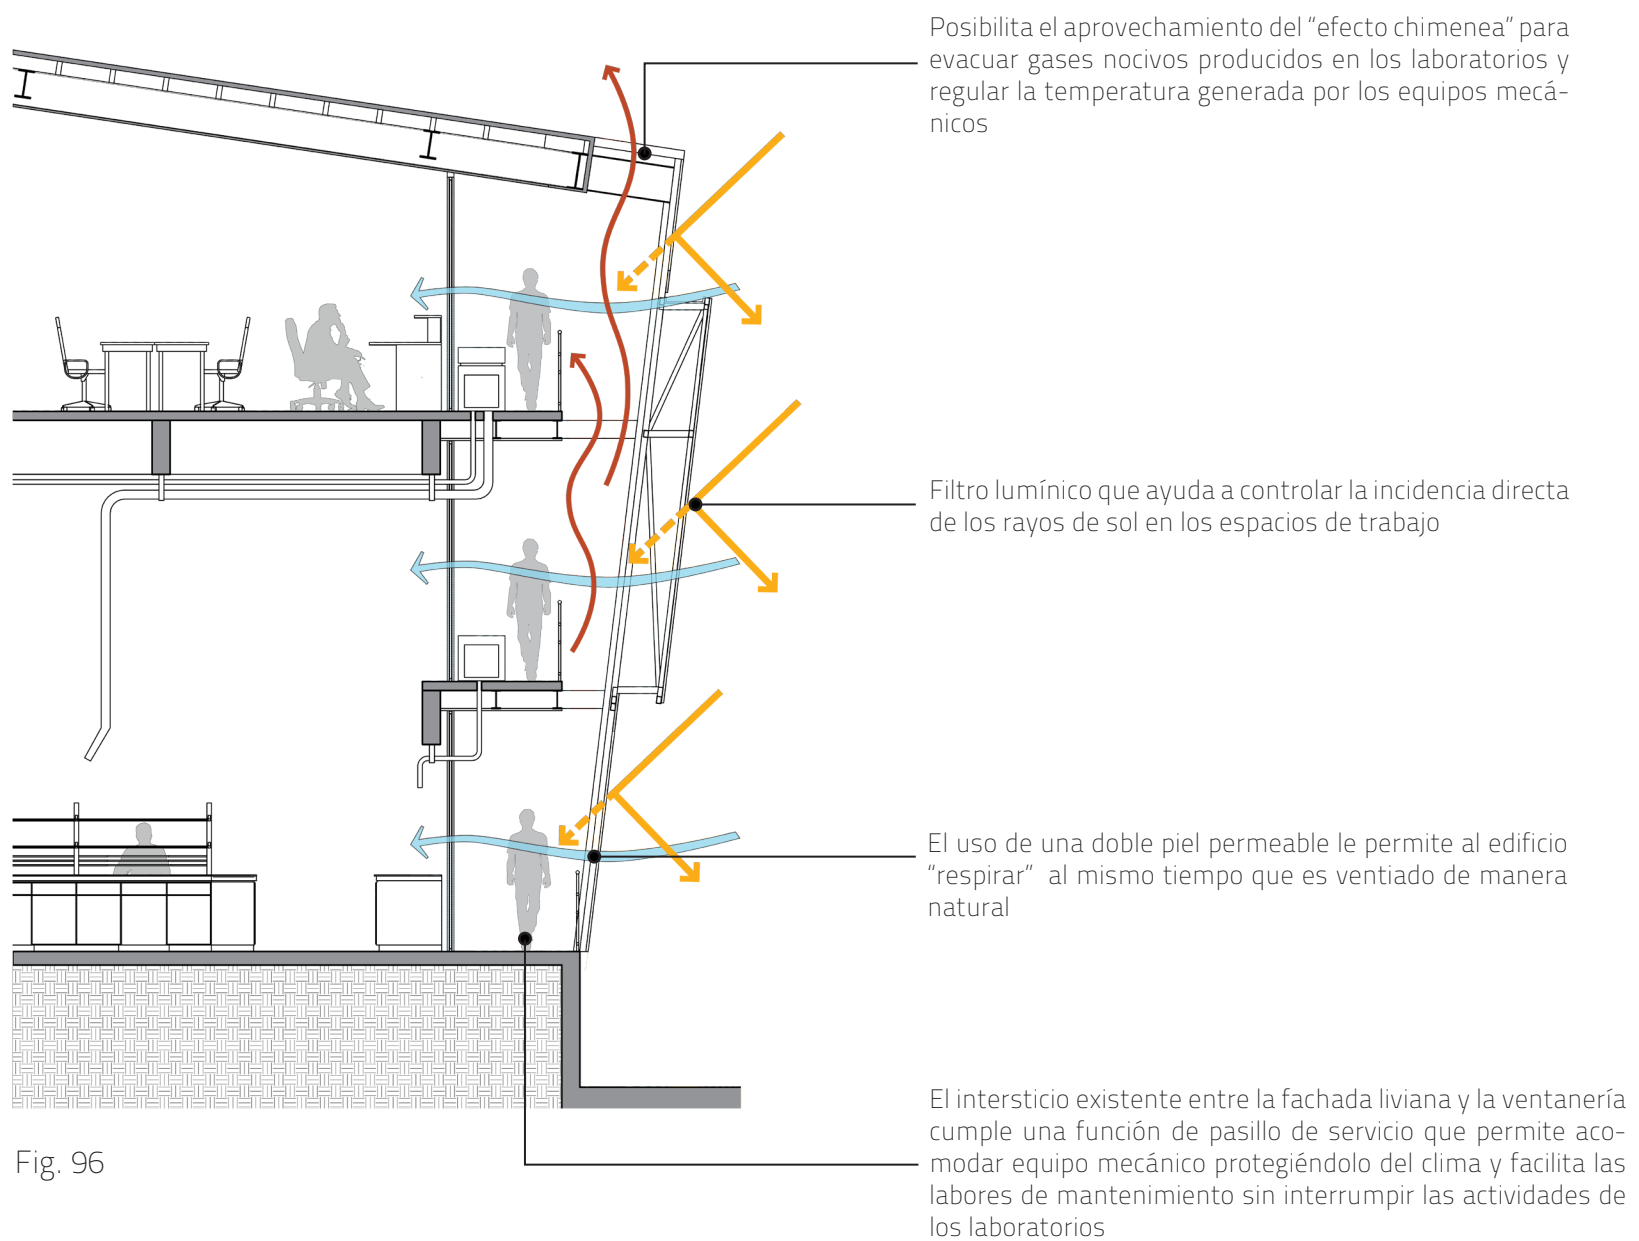 Posibilita el aprovechamiento del “efecto chimenea” para
evacuar gases nocivos producidos en los laboratorios y
regular la temperatura generada por los equipos mecá-
nicos
Filtro lumínico que ayuda a controlar la incidencia directa
de los rayos de sol en los espacios de trabajo
El uso de una doble piel permeable le permite al edificio
“respirar” al mismo tiempo que es ventiado de manera
natural
El intersticio existente entre la fachada liviana y la ventanería
cumple una función de pasillo de servicio que permite aco-
modar equipo mecánico protegiéndolo del clima y facilita las
labores de mantenimiento sin interrumpir las actividades de
los laboratorios
Fig. 96